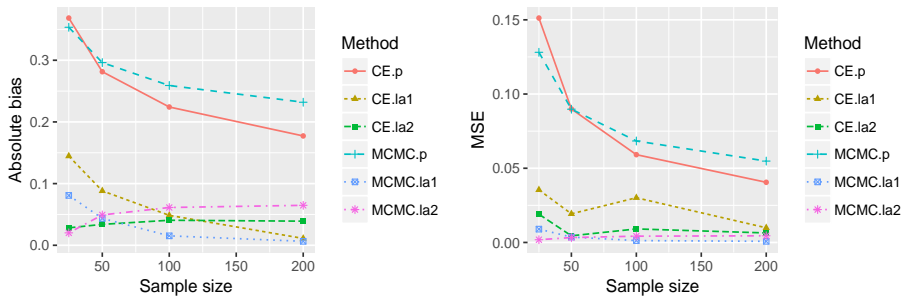 Absolute bias
0.3
0.2
0.1
0.0
50
100
150
200
Sample size
Method
CE.p
CE.la1
CE.la2
MCMC.p
MCMC.la1
MCMC.la2
MSE
0.15
0.10
0.05
0.00
50
100
150
200
Sample size
Method
CE.p
CE.la1
CE.la2
MCMC.p
MCMC.la1
MCMC.la2